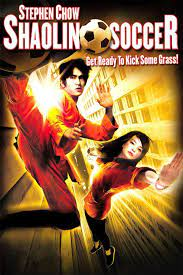 STEPHEN CHOW
SHAOLIN SOCCER
Get Ready To Kick Some Grass!